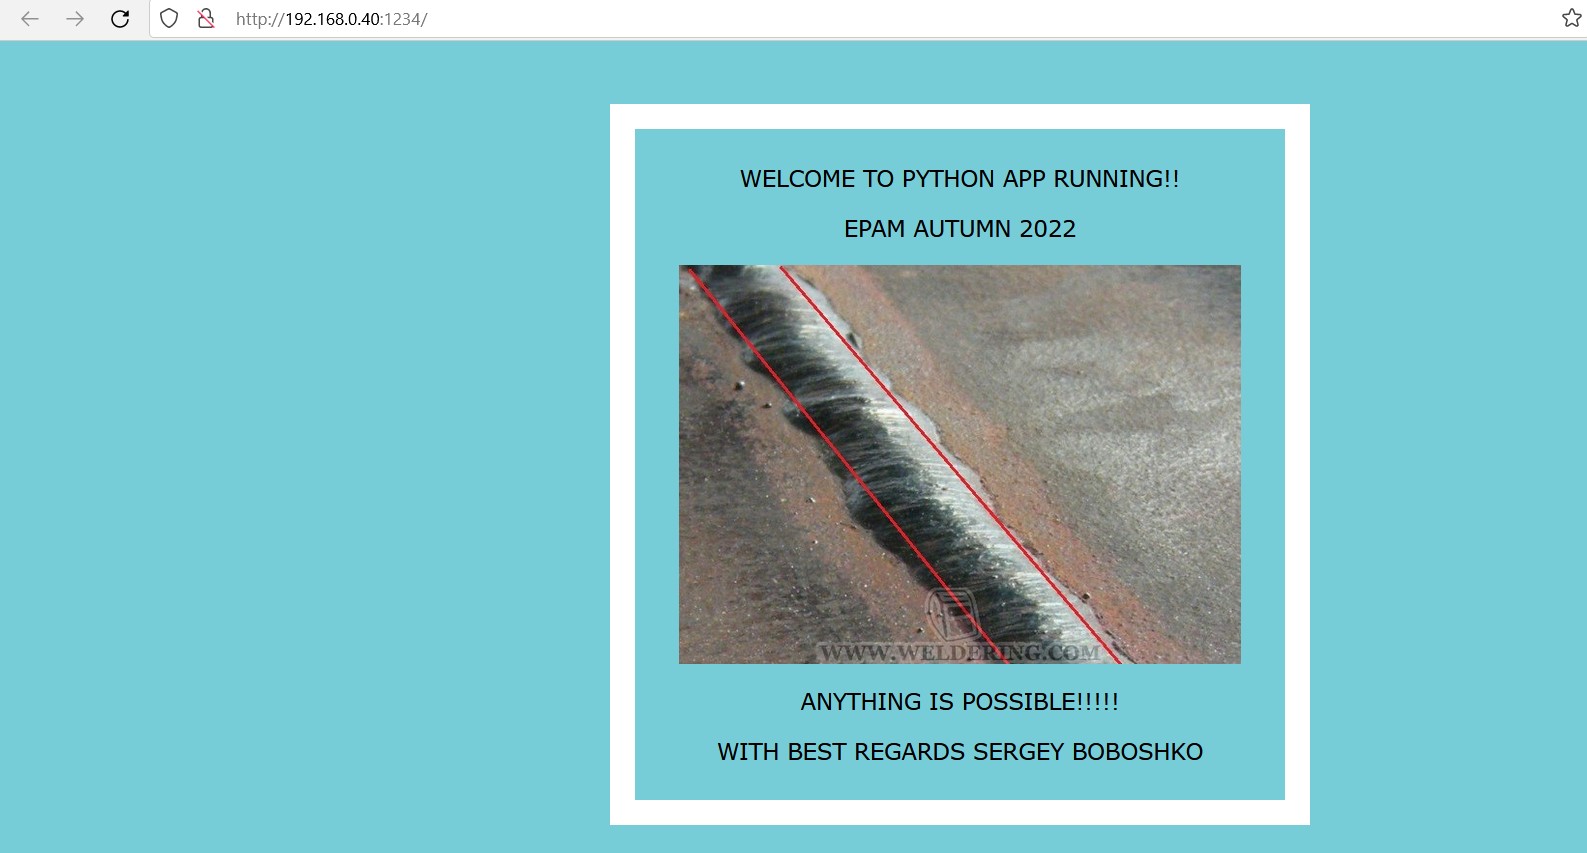 http://192.168.0.40:1234/
WELCOME TO PYTHON APP RUNNING!!
EPAM AUTUMN 2022
WWW.WELDERING.COM
ANYTHING IS POSSIBLE!!!!!
WITH BEST REGARDS SERGEY BOBOSHKO